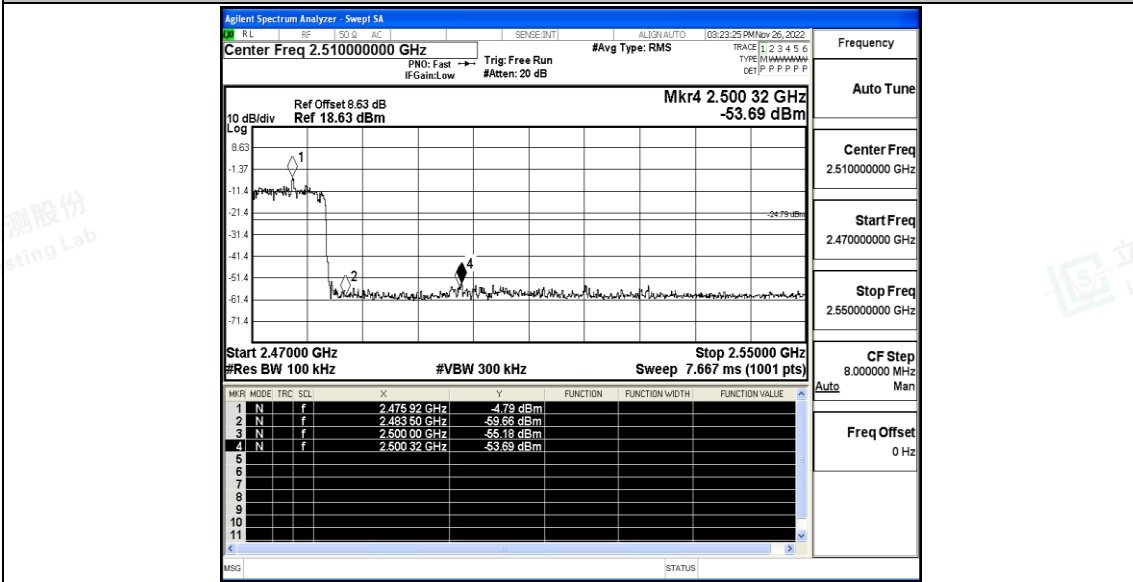 Agilent Spectrum Analyzer - Swept SA
RL RF 50 Ω AC SENSE:INT ALIGN AUTO 03:23:25 PM Nov 26, 2022
Center Freq 2.510000000 GHz
#Avg Type: RMS
TRACE 1 2 3 4 5 6
PNO: Fast
Trig: Free Run
TYPE M WWWWW
IFGain:Low
#Atten: 20 dB
DET P P P P P P
Mkr4 2.500 32 GHz
-53.69 dBm
Ref Offset 8.63 dB
10 dB/div Ref 18.63 dBm
Log
8.63
1
-1.37
-11.4
-21.4
-24.79 dBm
-31.4
-41.4
4
-51.4
2
-61.4
-71.4
Start 2.47000 GHz Stop 2.55000 GHz
#Res BW 100 kHz #VBW 300 kHz Sweep 7.667 ms (1001 pts)
MKR MODE TRC SCL X Y FUNCTION FUNCTION WIDTH FUNCTION VALUE
1 N f 2.475 92 GHz -4.79 dBm
2 N f 2.483 50 GHz -59.66 dBm
3 N f 2.500 00 GHz -55.18 dBm
4 N f 2.500 32 GHz -53.69 dBm
5
6
7
8
9
10
11
MSG STATUS
Frequency
Auto Tune
Center Freq
2.510000000 GHz
Start Freq
2.470000000 GHz
Stop Freq
2.550000000 GHz
CF Step
8.000000 MHz
Auto Man
Freq Offset
0 Hz
测股份
sting Lab
立